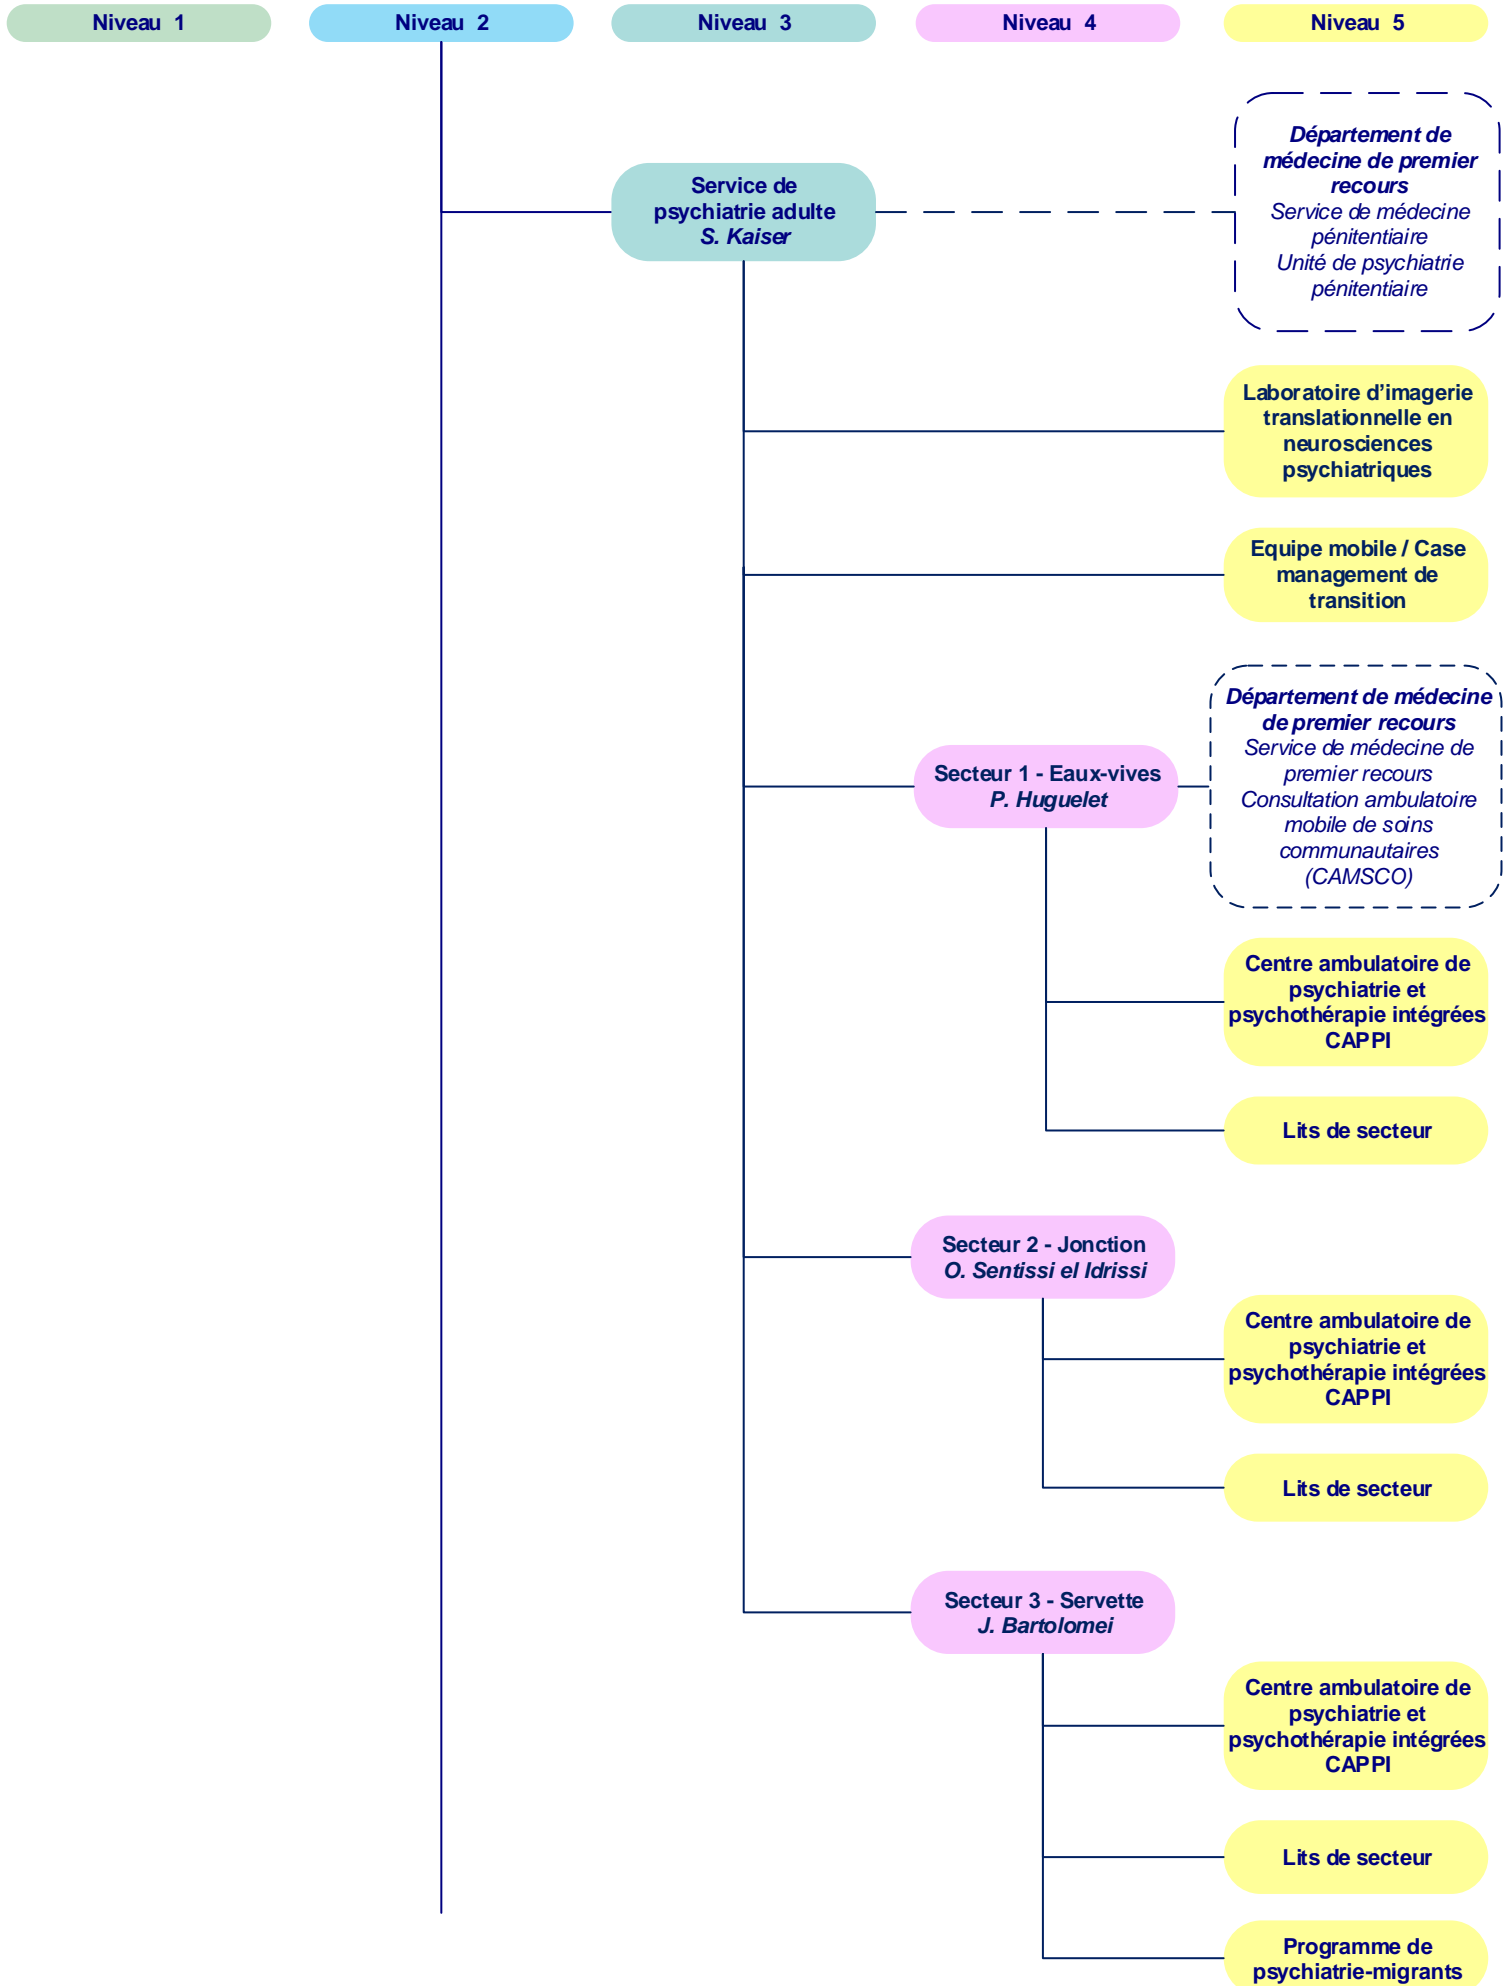 Niveau 1
Niveau 2
Niveau 3
Niveau 4
Niveau 5
Département de
médecine de premier
recours
Service de médecine
pénitentiaire
Unité de psychiatrie
pénitentiaire
Service de
psychiatrie adulte
S. Kaiser
Laboratoire d’imagerie
translationnelle en
neurosciences
psychiatriques
Equipe mobile / Case
management de
transition
Département de médecine
de premier recours
Service de médecine de
premier recours
Consultation ambulatoire
mobile de soins
communautaires
(CAMSCO)
Secteur 1 - Eaux-vives
P. Huguelet
Centre ambulatoire de
psychiatrie et
psychothérapie intégrées
CAPPI
Lits de secteur
Secteur 2 - Jonction
O. Sentissi el Idrissi
Centre ambulatoire de
psychiatrie et
psychothérapie intégrées
CAPPI
Lits de secteur
Secteur 3 - Servette
J. Bartolomei
Centre ambulatoire de
psychiatrie et
psychothérapie intégrées
CAPPI
Lits de secteur
Programme de
psychiatrie-migrants